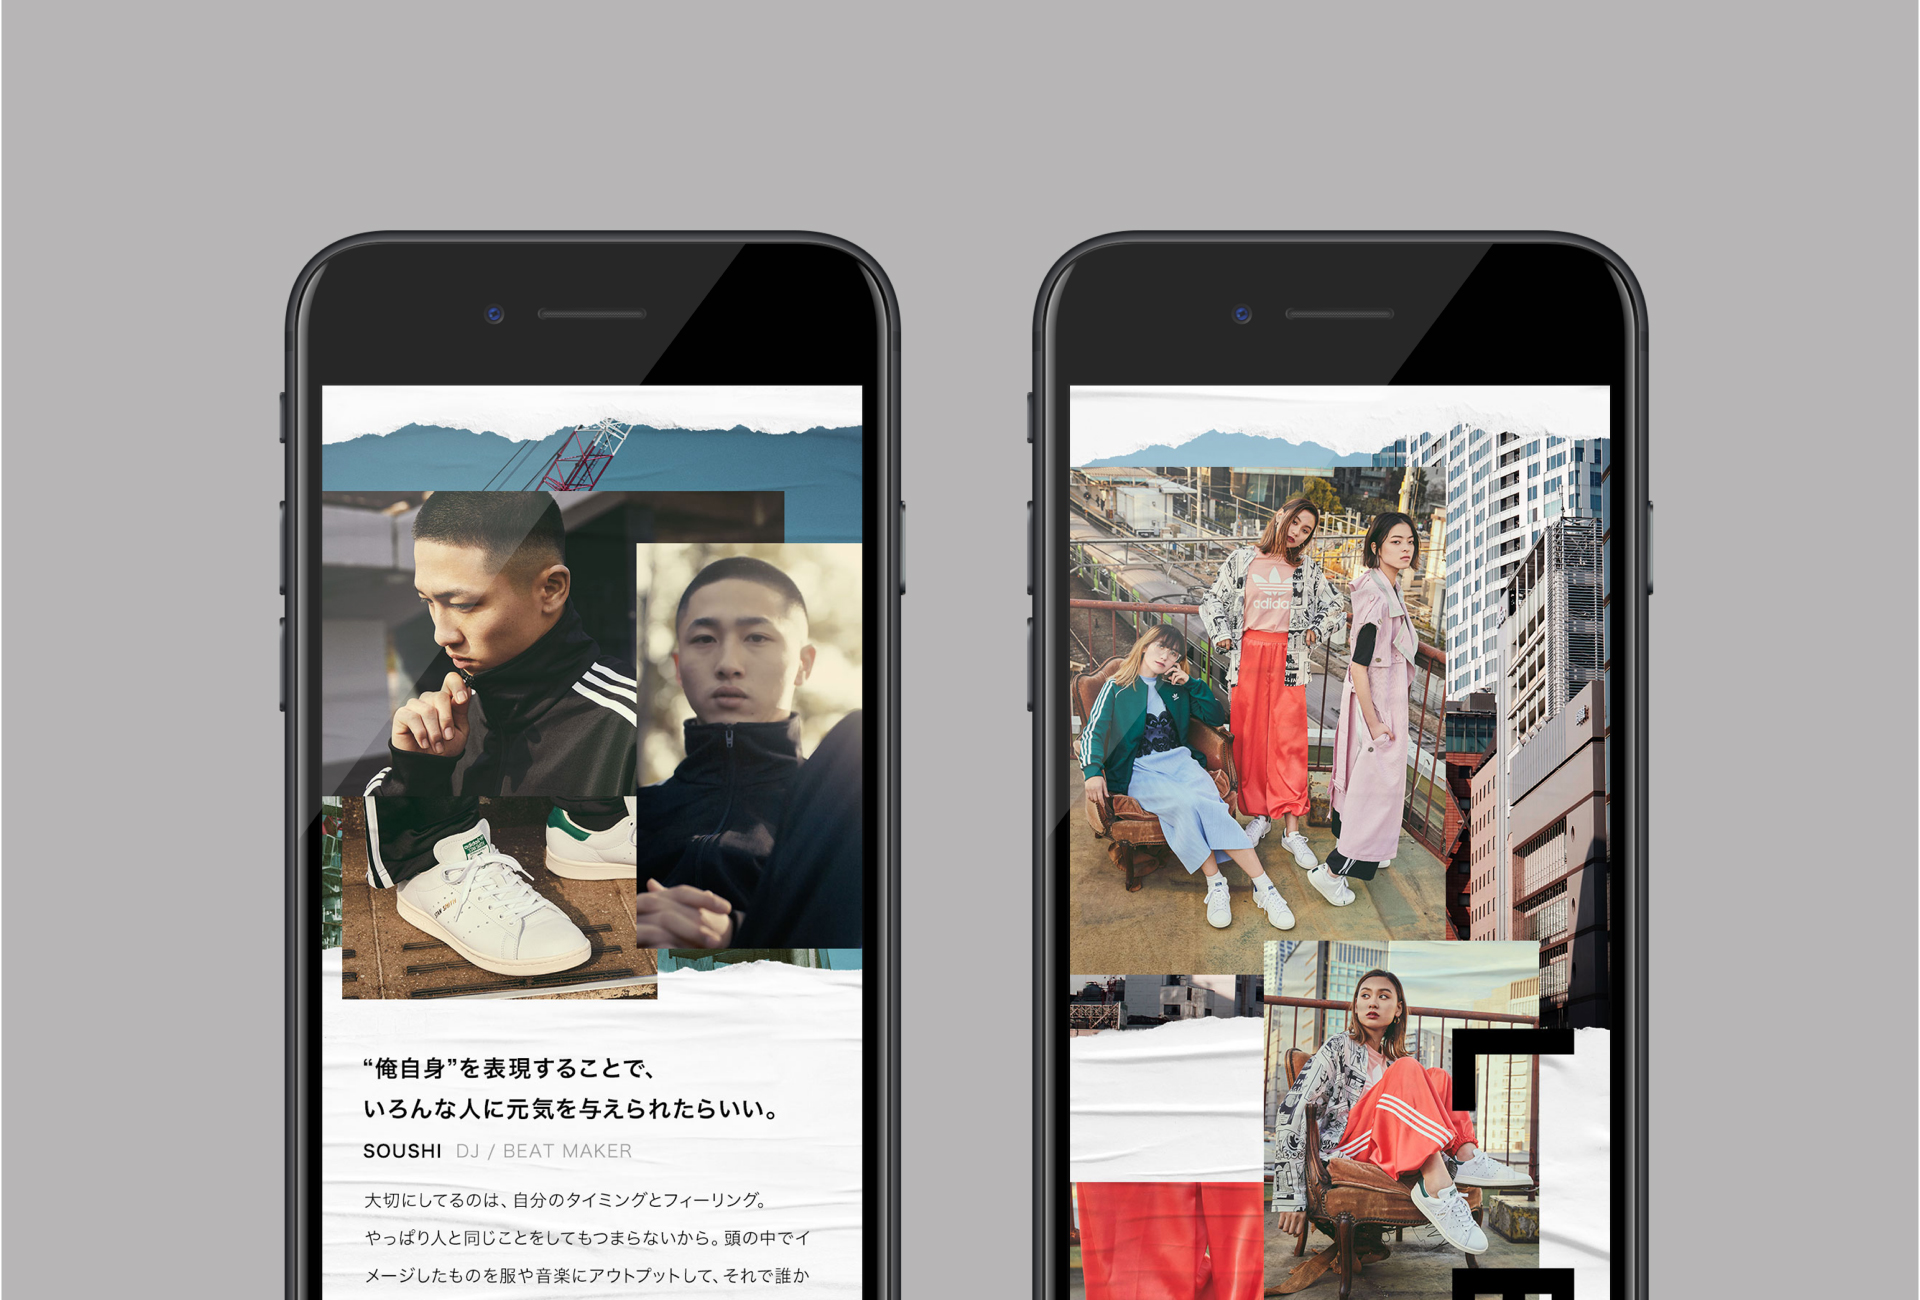 “俺自身”を表現することで、
いろんな人に元気を与えられたらいい。
SOUSHI DJ / BEAT MAKER
大切にしてるのは、自分のタイミングとフィーリング。
やっぱり人と同じことをしてもつまらないから。頭の中でイ
メージしたものを服や音楽にアウトプットして、それで誰か
adidas